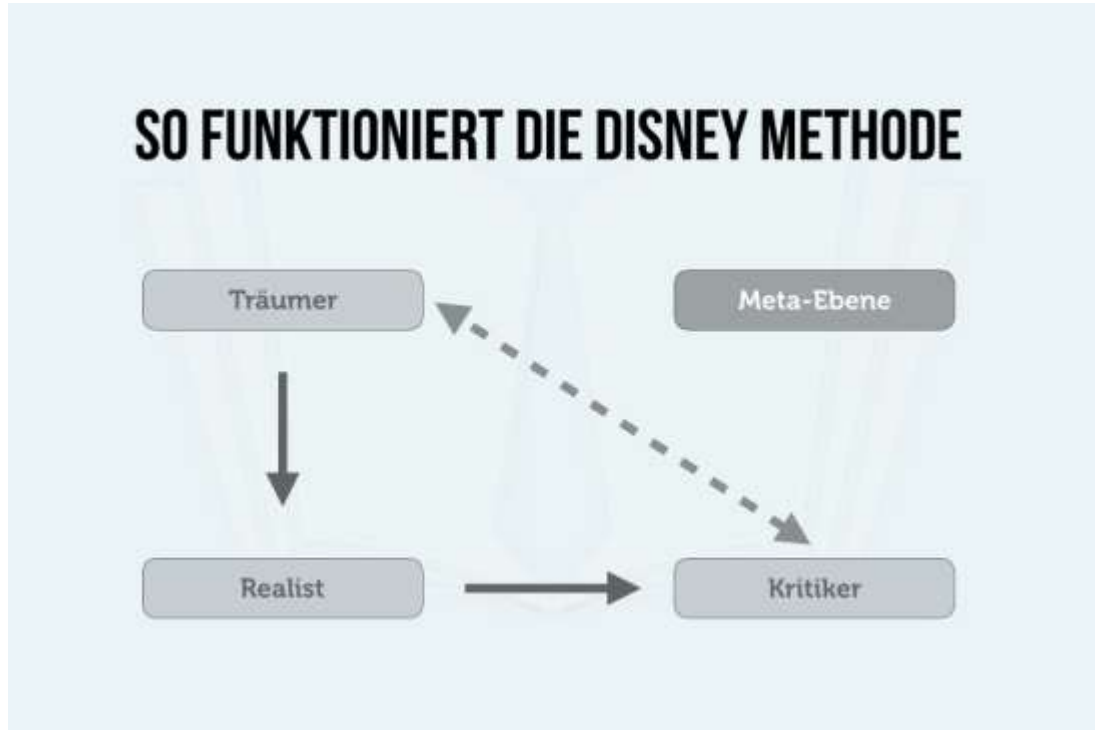 SO FUNKTIONIERT DIE DISNEY METHODE
Träumer
Meta-Ebene
Realist
Kritiker